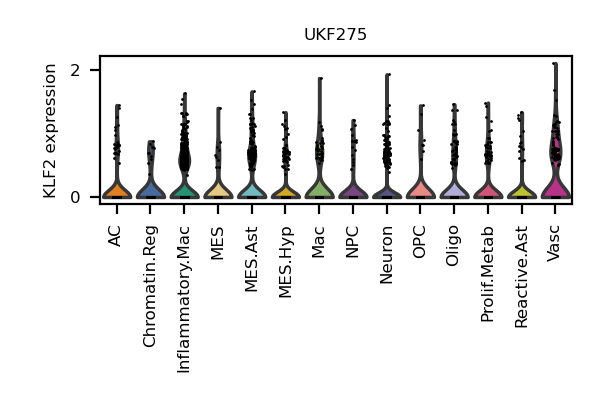 UKF275
KLF2 expression
2
0
AC
Chromatin.Reg
Inflammatory.Mac
MES
MES.Ast
MES.Hyp
Mac
NPC
Neuron
OPC
Oligo
Prolif.Metab
Reactive.Ast
Vasc